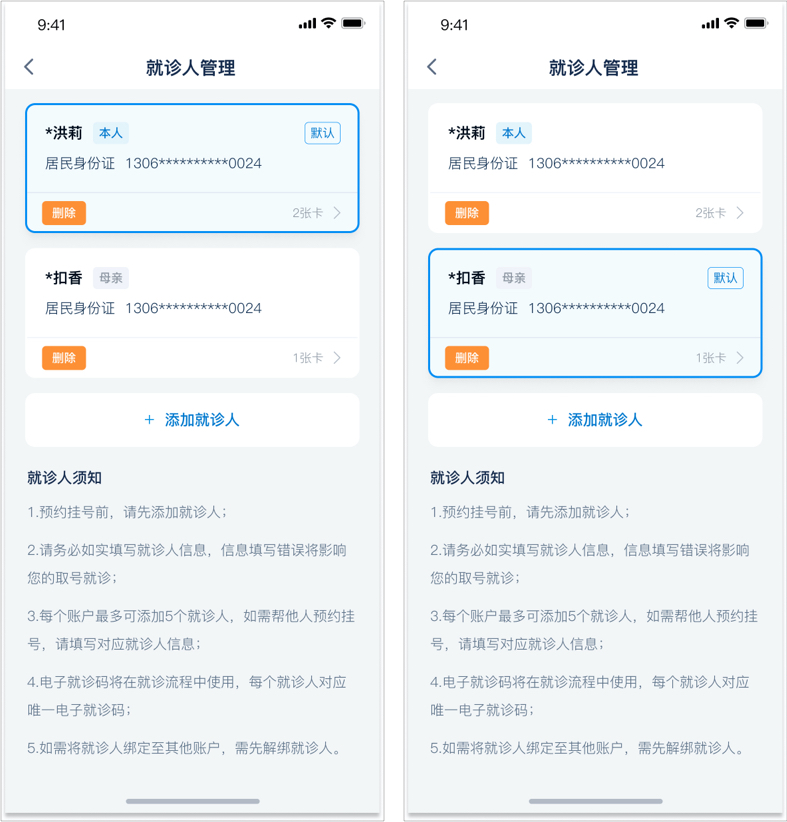 9:41
就诊人管理
*洪莉 本人 默认
居民身份证 1306**********0024
删除 2张卡
*扣香 母亲
居民身份证 1306**********0024
删除 1张卡
+ 添加就诊人
就诊人须知
1.预约挂号前，请先添加就诊人；
2.请务必如实填写就诊人信息，信息填写错误将影响
您的取号就诊；
3.每个账户最多可添加5个就诊人，如需帮他人预约挂
号，请填写对应就诊人信息；
4.电子就诊码将在就诊流程中使用，每个就诊人对应
唯一电子就诊码；
5.如需将就诊人绑定至其他账户，需先解绑就诊人。
9:41
就诊人管理
*洪莉 本人
居民身份证 1306**********0024
删除 2张卡
*扣香 母亲 默认
居民身份证 1306**********0024
删除 1张卡
+ 添加就诊人
就诊人须知
1.预约挂号前，请先添加就诊人；
2.请务必如实填写就诊人信息，信息填写错误将影响
您的取号就诊；
3.每个账户最多可添加5个就诊人，如需帮他人预约挂
号，请填写对应就诊人信息；
4.电子就诊码将在就诊流程中使用，每个就诊人对应
唯一电子就诊码；
5.如需将就诊人绑定至其他账户，需先解绑就诊人。